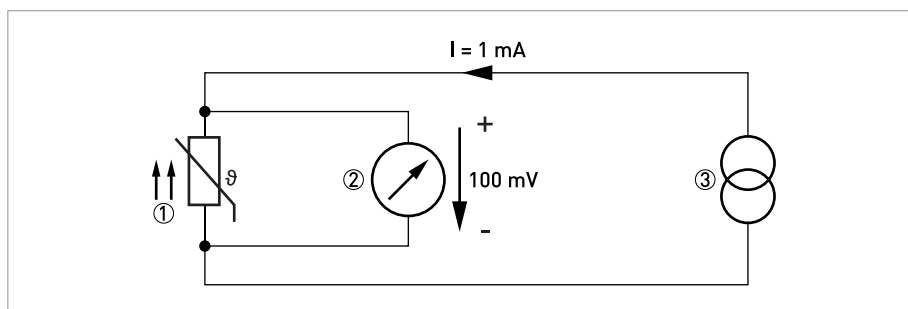 I = 1 mA
+
ϑ
①
②
100 mV
③
-